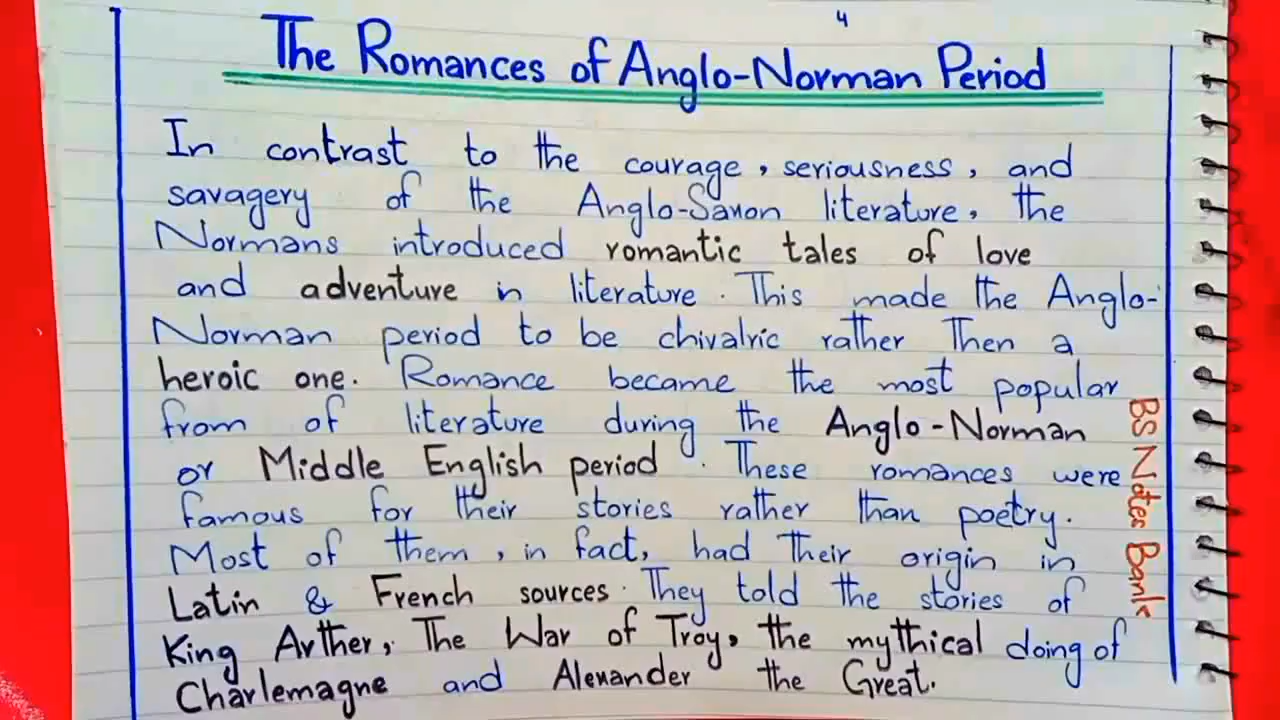 4
The Romances of Anglo-Norman Period
In contrast to the courage, seriousness, and
savagery of the Anglo-Saxon literature, the
Normans introduced romantic tales of love
and adventure in literature. This made the Anglo-
Norman period to be chivalric rather Then a
heroic one. Romance became the most popular
from of literature during the Anglo-Norman
or Middle English period. These romances were
famous for their stories rather than poetry.
Most of them, in fact, had their origin in
Latin & French sources. They told the stories of
King Arther, The War of Troy, the mythical doing of
Charlemagne and Alexander the Great.
BS Notes Bank